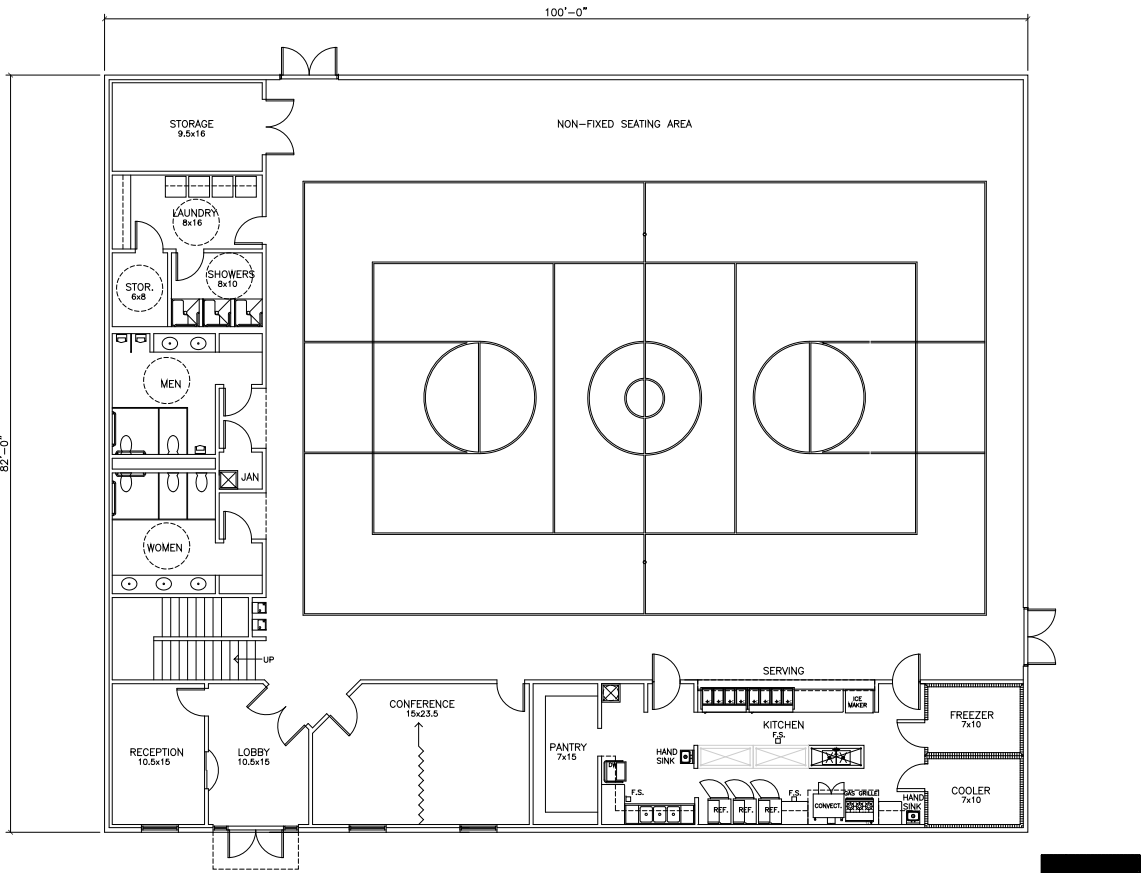 100'-0"
NON-FIXED SEATING AREA
STORAGE
9.5x16
LAUNDRY
8x16
SHOWERS
8x10
STOR.
6x8
MEN
82'-0"
JAN
WOMEN
UP
SERVING
CONFERENCE
15x23.5
ICE
MAKER
FREEZER
7x10
KITCHEN
F.S.
RECEPTION
10.5x15
LOBBY
10.5x15
PANTRY
7x15
HAND
SINK
DW
F.S.
COOLER
7x10
REF.
REF.
REF.
F.S.
CONVECT.
GAS GRILLE
HAND
SINK